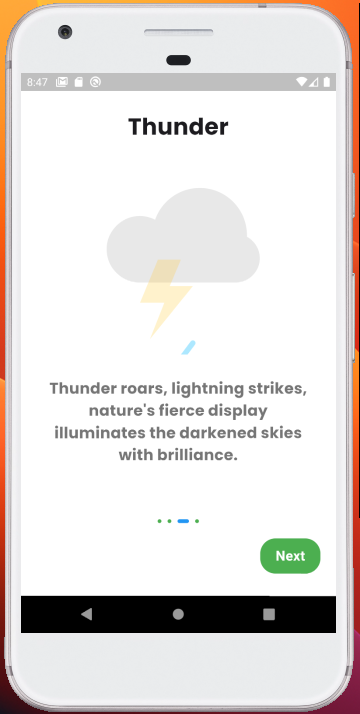 8:47
Thunder
Thunder roars, lightning strikes,
nature's fierce display
illuminates the darkened skies
with brilliance.
Next